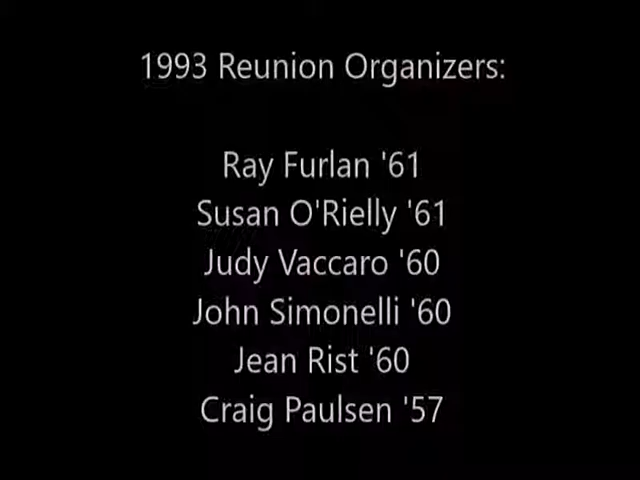 1993 Reunion Organizers:
Ray Furlan '61
Susan O'Rielly '61
Judy Vaccaro '60
John Simonelli '60
Jean Rist '60
Craig Paulsen '57